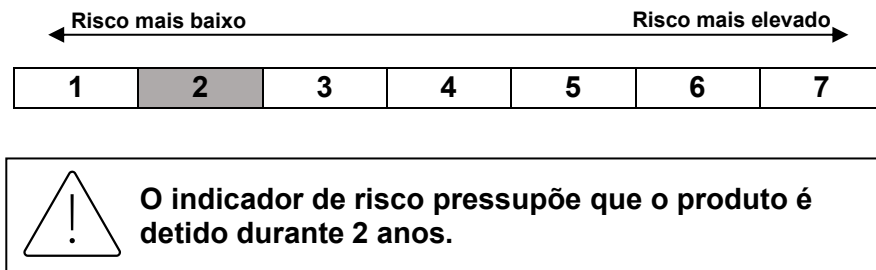 Risco mais baixo Risco mais elevado
1 2 3 4 5 6 7
O indicador de risco pressupõe que o produto é
detido durante 2 anos.